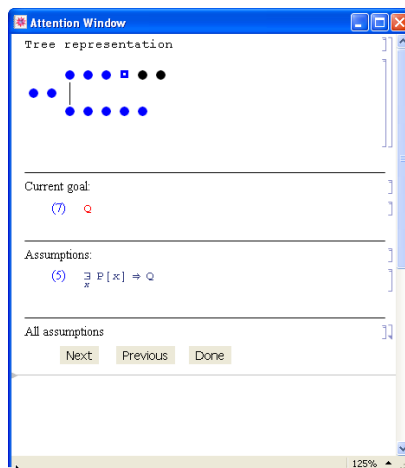 Attention Window
Tree representation
Current goal:
(7) Q
Assumptions:
(5) ∃ P[x] ⇒ Q
x
All assumptions
Next Previous Done
125%